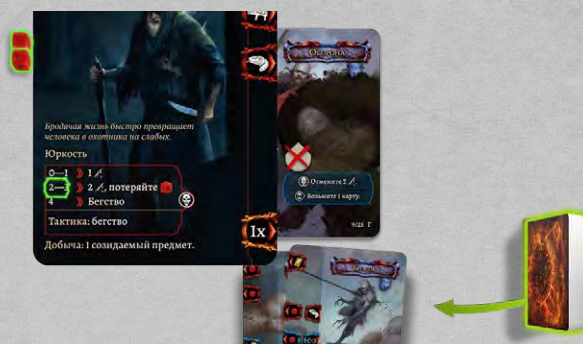 Оборона
Бродячая жизнь быстро превращает
человека в охотника на слабых.
Юркость
0—1 1
2—3 2, потеряйте
4 Бегство
Тактика: бегство
Добыча: 1 созидаемый предмет.
1x
Отмените 2
Возьмите 1 карту.
9/25 Г